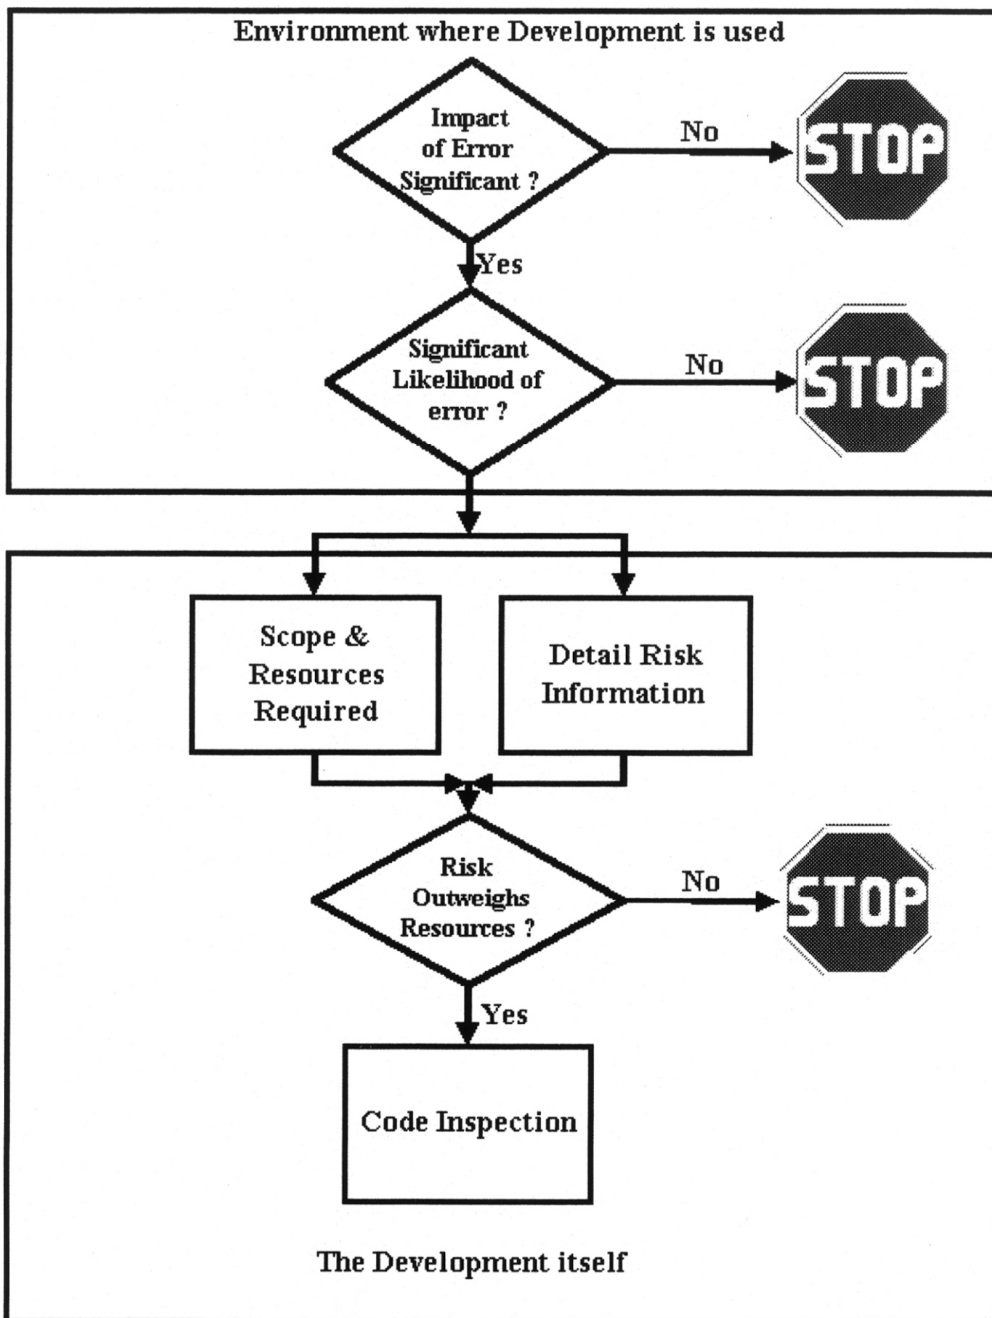 Environment where Development is used
Impact
of Error
Significant ?
No
STOP
Yes
Significant
Likelihood of
error ?
No
STOP
Scope &
Resources
Required
Detail Risk
Information
Risk
Outweighs
Resources ?
No
STOP
Yes
Code Inspection
The Development itself